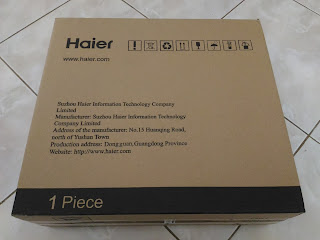 Haier
www.haier.com
Suzhou Haier Information Technology Company
Limited
Manufacturer: Suzhou Haier Information Technology
Company Limited
Address of the manufacturer: No.15 Huanqing Road,
north of Yushan Town
Production address: Dongguan, Guangdong Province
Website: http://www.haier.com
1 Piece